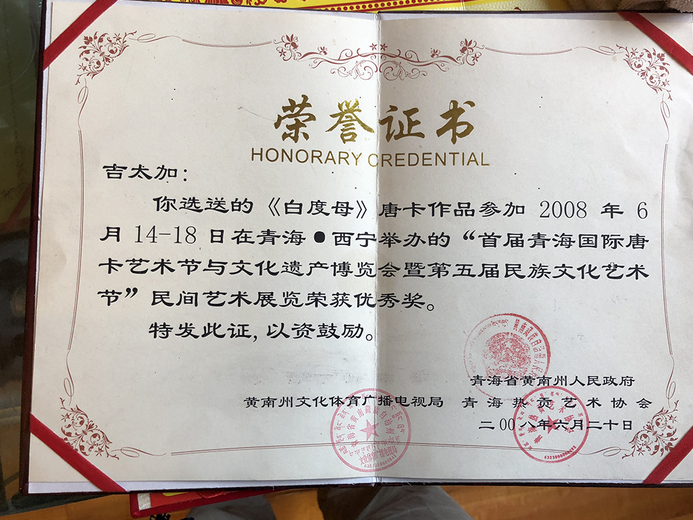 荣誉证书
HONORARY CREDENTIAL
吉太加：
你选送的《白度母》唐卡作品参加 2008 年 6
月 14-18 日在青海●西宁举办的“首届青海国际唐
卡艺术节与文化遗产博览会暨第五届民族文化艺术
节”民间艺术展览荣获优秀奖。
特发此证，以资鼓励。
青海省黄南州人民政府
黄南州文化体育广播电视局 青海热贡艺术协会
二00八年六月二十日